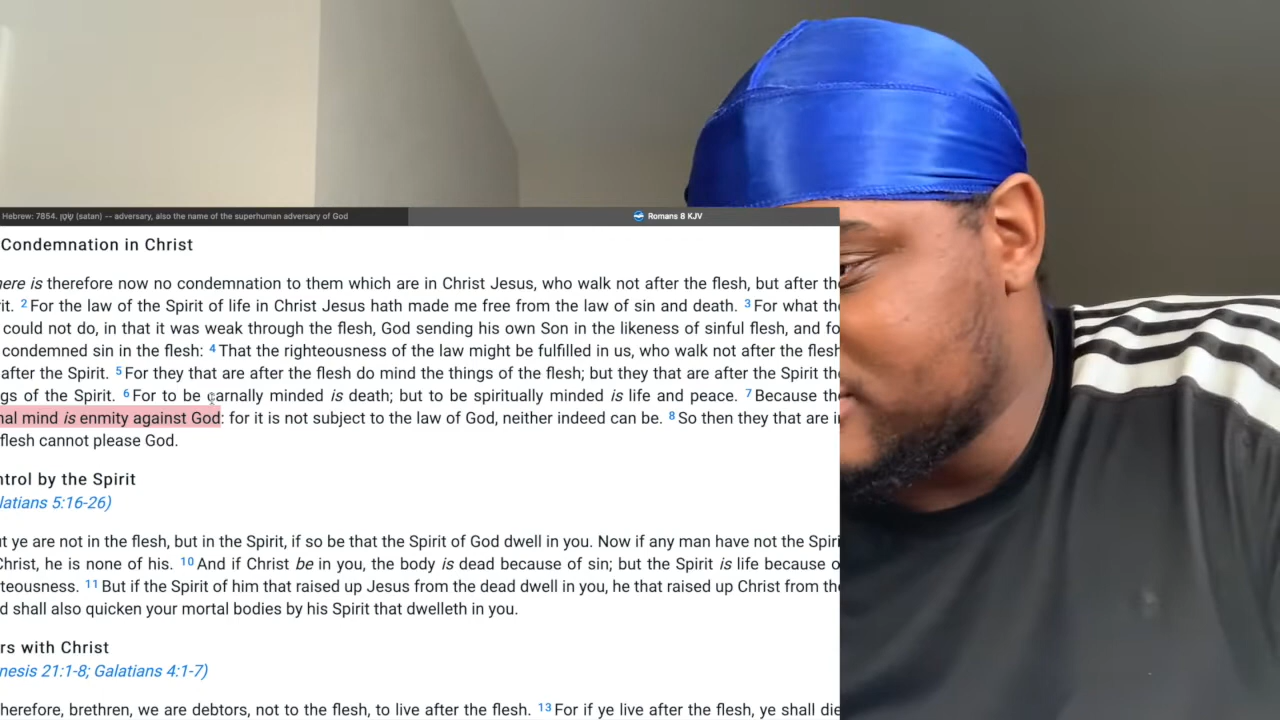 Hebrew: 7854. שָׂטָן (satan) -- adversary, also the name of the superhuman adversary of God
Romans 8 KJV
Condemnation in Christ
ere is therefore now no condemnation to them which are in Christ Jesus, who walk not after the flesh, but after the
rit. 2 For the law of the Spirit of life in Christ Jesus hath made me free from the law of sin and death. 3 For what the
could not do, in that it was weak through the flesh, God sending his own Son in the likeness of sinful flesh, and fo
condemned sin in the flesh: 4 That the righteousness of the law might be fulfilled in us, who walk not after the flesh
after the Spirit. 5 For they that are after the flesh do mind the things of the flesh; but they that are after the Spirit the
gs of the Spirit. 6 For to be carnally minded is death; but to be spiritually minded is life and peace. 7 Because the
nal mind is enmity against God: for it is not subject to the law of God, neither indeed can be. 8 So then they that are in
flesh cannot please God.
ntrol by the Spirit
latians 5:16-26)
ut ye are not in the flesh, but in the Spirit, if so be that the Spirit of God dwell in you. Now if any man have not the Spiri
Christ, he is none of his. 10 And if Christ be in you, the body is dead because of sin; but the Spirit is life because o
teousness. 11 But if the Spirit of him that raised up Jesus from the dead dwell in you, he that raised up Christ from the
d shall also quicken your mortal bodies by his Spirit that dwelleth in you.
rs with Christ
nesis 21:1-8; Galatians 4:1-7)
herefore, brethren, we are debtors, not to the flesh, to live after the flesh. 13 For if ye live after the flesh, ye shall die